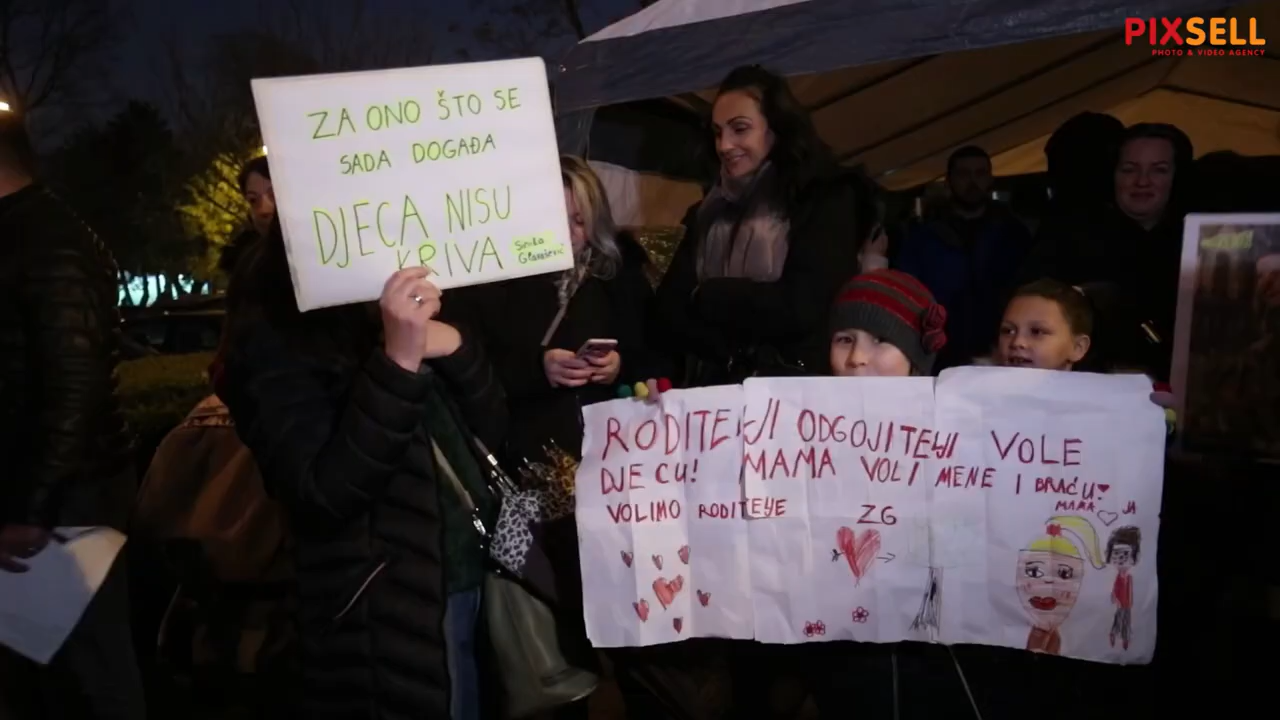 PIXSELL
PHOTO & VIDEO AGENCY
ZA ONO ŠTO SE
SADA DOGAĐA
DJECA NISU
KRIVA
RODITELJI ODGOJITELJI VOLE
DJECU! MAMA VOLI MENE I BRAĆU!
VOLIMO RODITELJE
ZG
MAMA JA